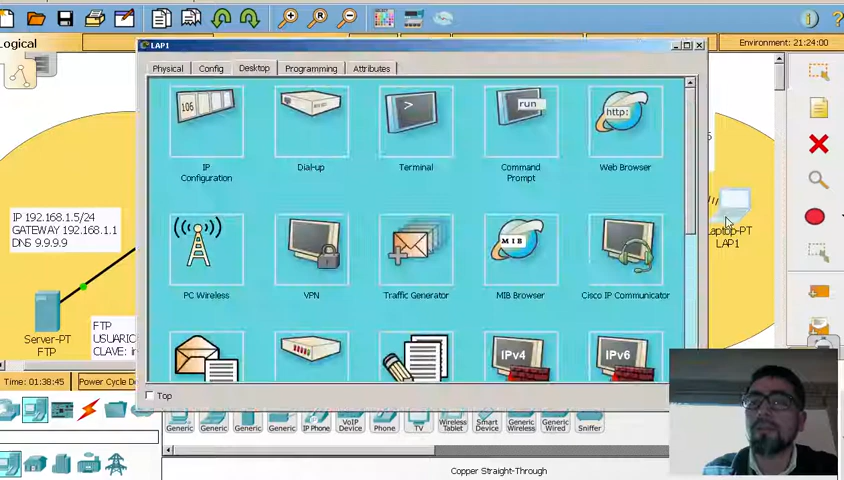 LAP1
Logical
Environment: 21:24:00
Physical
Config
Desktop
Programming
Attributes
106
>
run
http:
IP
Configuration
Dial-up
Terminal
Command
Prompt
Web Browser
MIB
PC Wireless
VPN
Traffic Generator
MIB Browser
Cisco IP Communicator
IPv4
IPv6
Top
IP 192.168.1.5/24
GATEWAY 192.168.1.1
DNS 9.9.9.9
Server-PT
FTP
FTP
Laptop-PT
LAP1
Time: 01:38:45
Power Cycle
Generic
Generic
Generic
Generic
IP Phone
VoIP
Device
Phone
TV
Wireless
Tablet
Smart
Device
Generic
Wireless
Generic
Wired
Sniffer
Copper Straight-Through